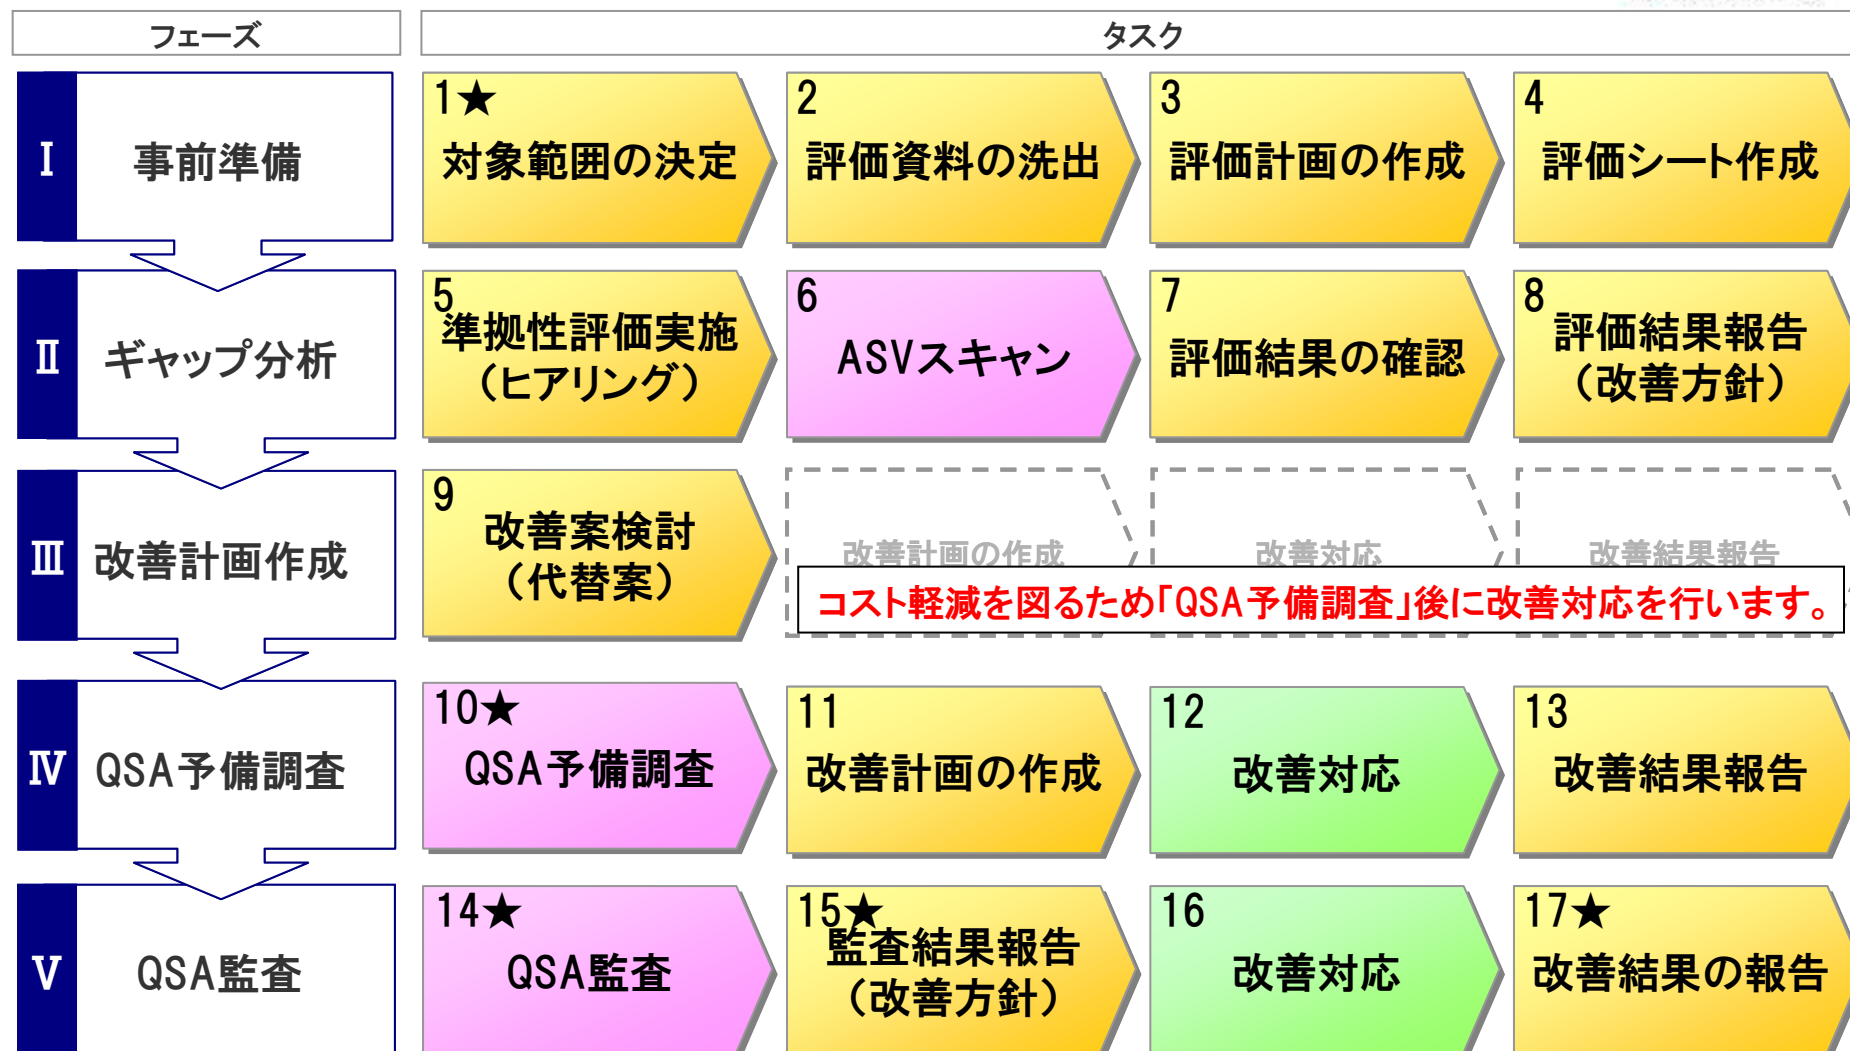 フェーズ
タスク
Ⅰ
事前準備
1★
対象範囲の決定
2
評価資料の洗出
3
評価計画の作成
4
評価シート作成
Ⅱ
ギャップ分析
5
準拠性評価実施
（ヒアリング）
6
ASVスキャン
7
評価結果の確認
8
評価結果報告
（改善方針）
Ⅲ
改善計画作成
9
改善案検討
（代替案）
改善計画の作成
改善対応
改善結果報告
コスト軽減を図るため「QSA予備調査」後に改善対応を行います。
Ⅳ
QSA予備調査
10★
QSA予備調査
11
改善計画の作成
12
改善対応
13
改善結果報告
Ⅴ
QSA監査
14★
QSA監査
15★
監査結果報告
（改善方針）
16
改善対応
17★
改善結果の報告